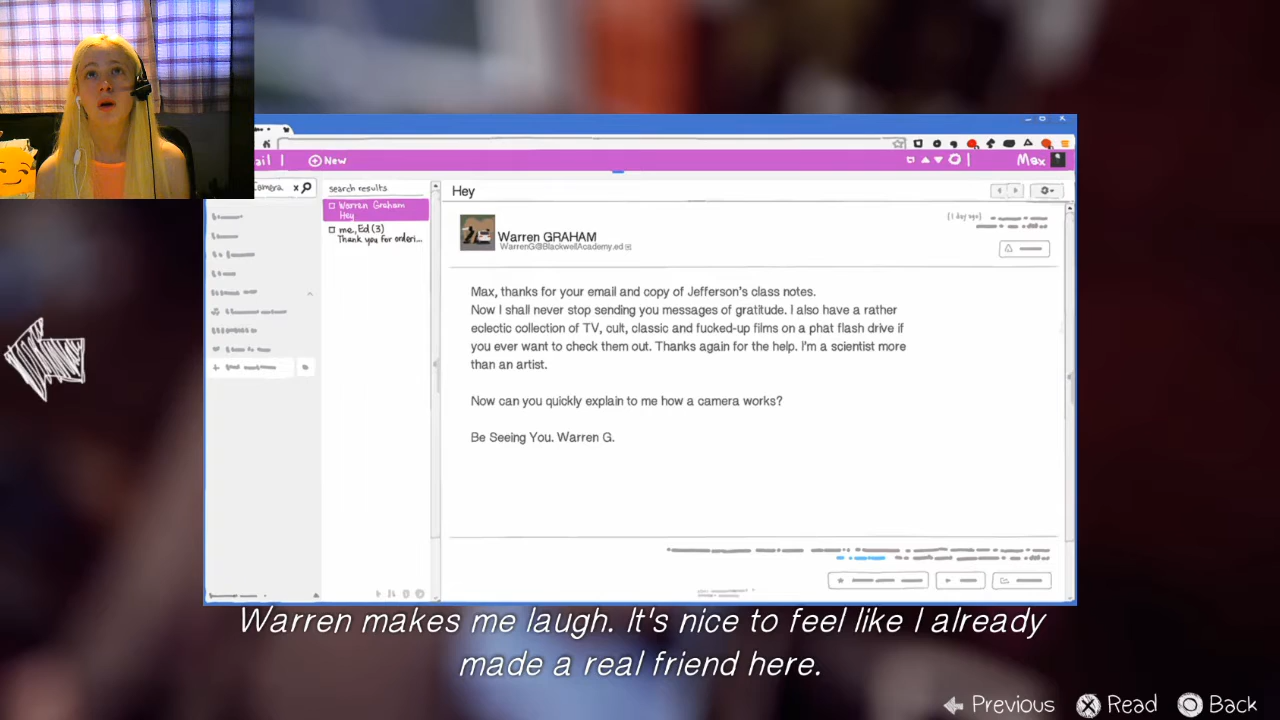 New
Max
Camera x
search results
Hey
Warren Graham
Hey
me, Ed (3)
Thank you for orderi...
(1 day ago)
Warren GRAHAM
WarrenG@BlackwellAcademy.ed
Max, thanks for your email and copy of Jefferson's class notes.
Now I shall never stop sending you messages of gratitude. I also have a rather
eclectic collection of TV, cult, classic and fucked-up films on a phat flash drive if
you ever want to check them out. Thanks again for the help. I'm a scientist more
than an artist.
Now can you quickly explain to me how a camera works?
Be Seeing You. Warren G.
Warren makes me laugh. It's nice to feel like I already
made a real friend here.
Previous Read Back